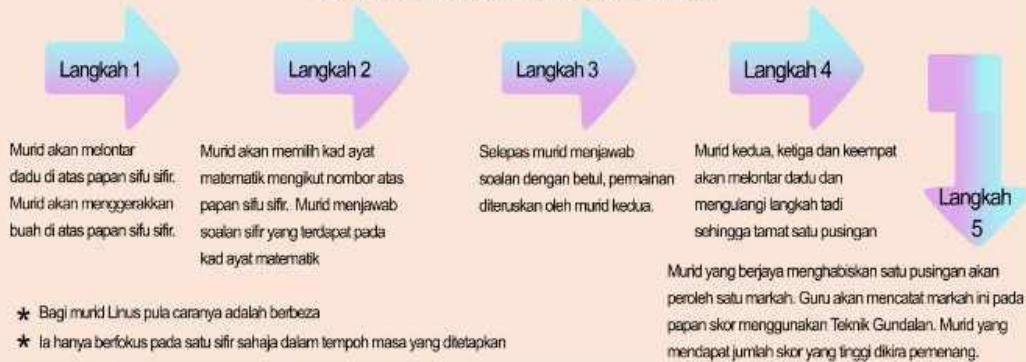 Langkah 1
Murid akan melontar
dadu di atas papan sifu sifir.
Murid akan menggerakkan
buah di atas papan sifu sifir.
Langkah 2
Murid akan memilih kad ayat
matematik mengikut nombor atas
papan sifu sifir. Murid menjawab
soalan sifir yang terdapat pada
kad ayat matematik
Langkah 3
Selepas murid menjawab
soalan dengan betul, permainan
diteruskan oleh murid kedua.
Langkah 4
Murid kedua, ketiga dan keempat
akan melontar dadu dan
mengulangi langkah tadi
sehingga tamat satu pusingan
Langkah
5
Murid yang berjaya menghabiskan satu pusingan akan
peroleh satu markah. Guru akan mencatat markah ini pada
papan skor menggunakan Teknik Gundalan. Murid yang
mendapat jumlah skor yang tinggi dikira pemenang.
* Bagi murid Linus pula caranya adalah berbeza
* Ia hanya berfokus pada satu sifir sahaja dalam tempoh masa yang ditetapkan